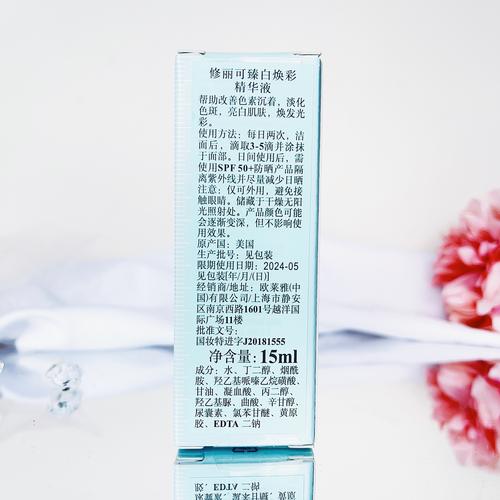 修丽可臻白焕彩
精华液
帮助改善色素沉着，淡化
色斑，亮白肌肤，焕发光
彩。
使用方法：每日两次，洁
面后，滴取3-5滴并涂抹
于面部。日间使用后，需
使用SPF 50+防晒产品隔
离紫外线并尽量减少日晒
注意：仅可外用，避免接
触眼睛。储藏于干燥无阳
光照射处。产品颜色可能
会逐渐变深，但不影响使
用效果。
原产国：美国
生产批号：见包装
限期使用日期：2024-05
见包装[年/月/(日)]
经销商/地址：欧莱雅(中
国)有限公司/上海市静安
区南京西路1601号越洋国
际广场11楼
批准文号：
国妆特进字J20181555
净含量：15ml
成分：水、丁二醇、烟酰
胺、羟乙基哌嗪乙烷磺酸、
甘油、凝血酸、丙二醇、
羟乙基脲、曲酸、辛甘醇、
尿囊素、氯苯甘醚、黄原
胶、EDTA 二钠